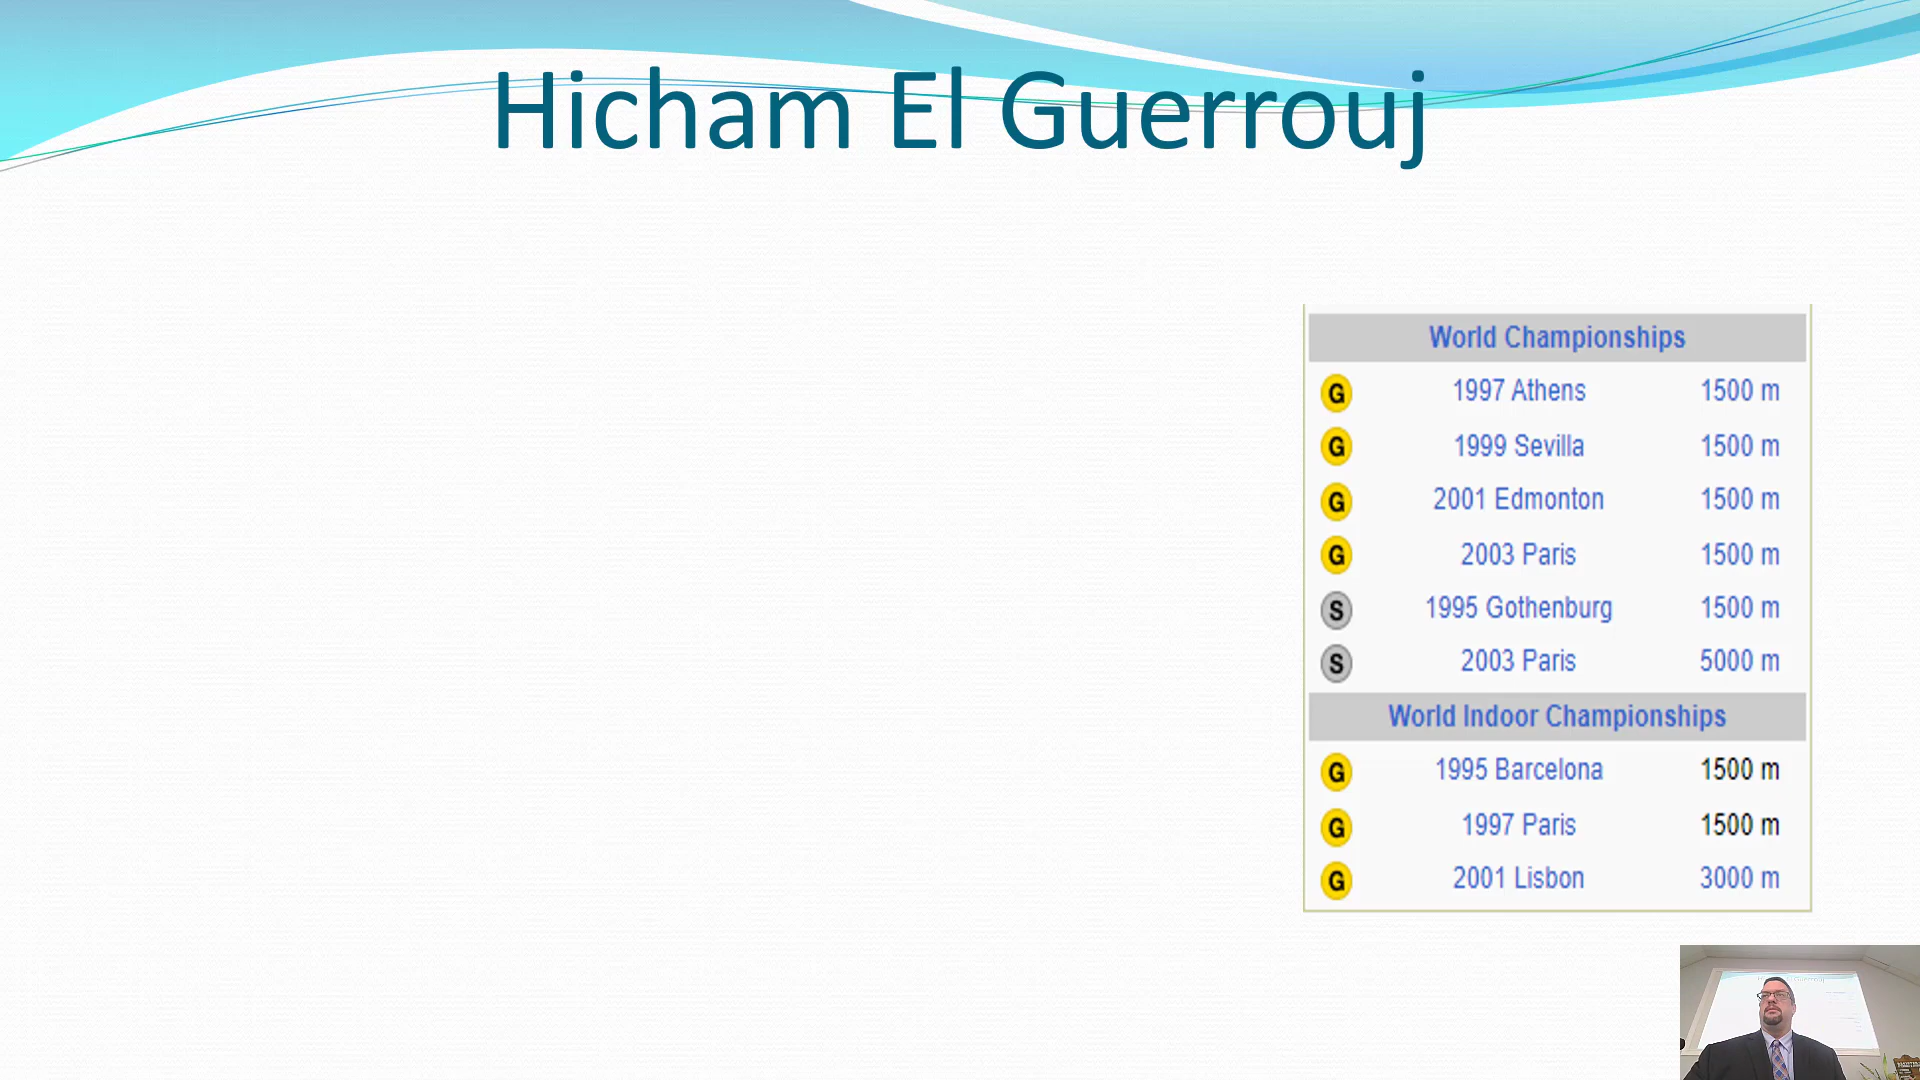 Hicham El Guerrouj
World Championships
G 1997 Athens 1500 m
G 1999 Sevilla 1500 m
G 2001 Edmonton 1500 m
G 2003 Paris 1500 m
S 1995 Gothenburg 1500 m
S 2003 Paris 5000 m
World Indoor Championships
G 1995 Barcelona 1500 m
G 1997 Paris 1500 m
G 2001 Lisbon 3000 m